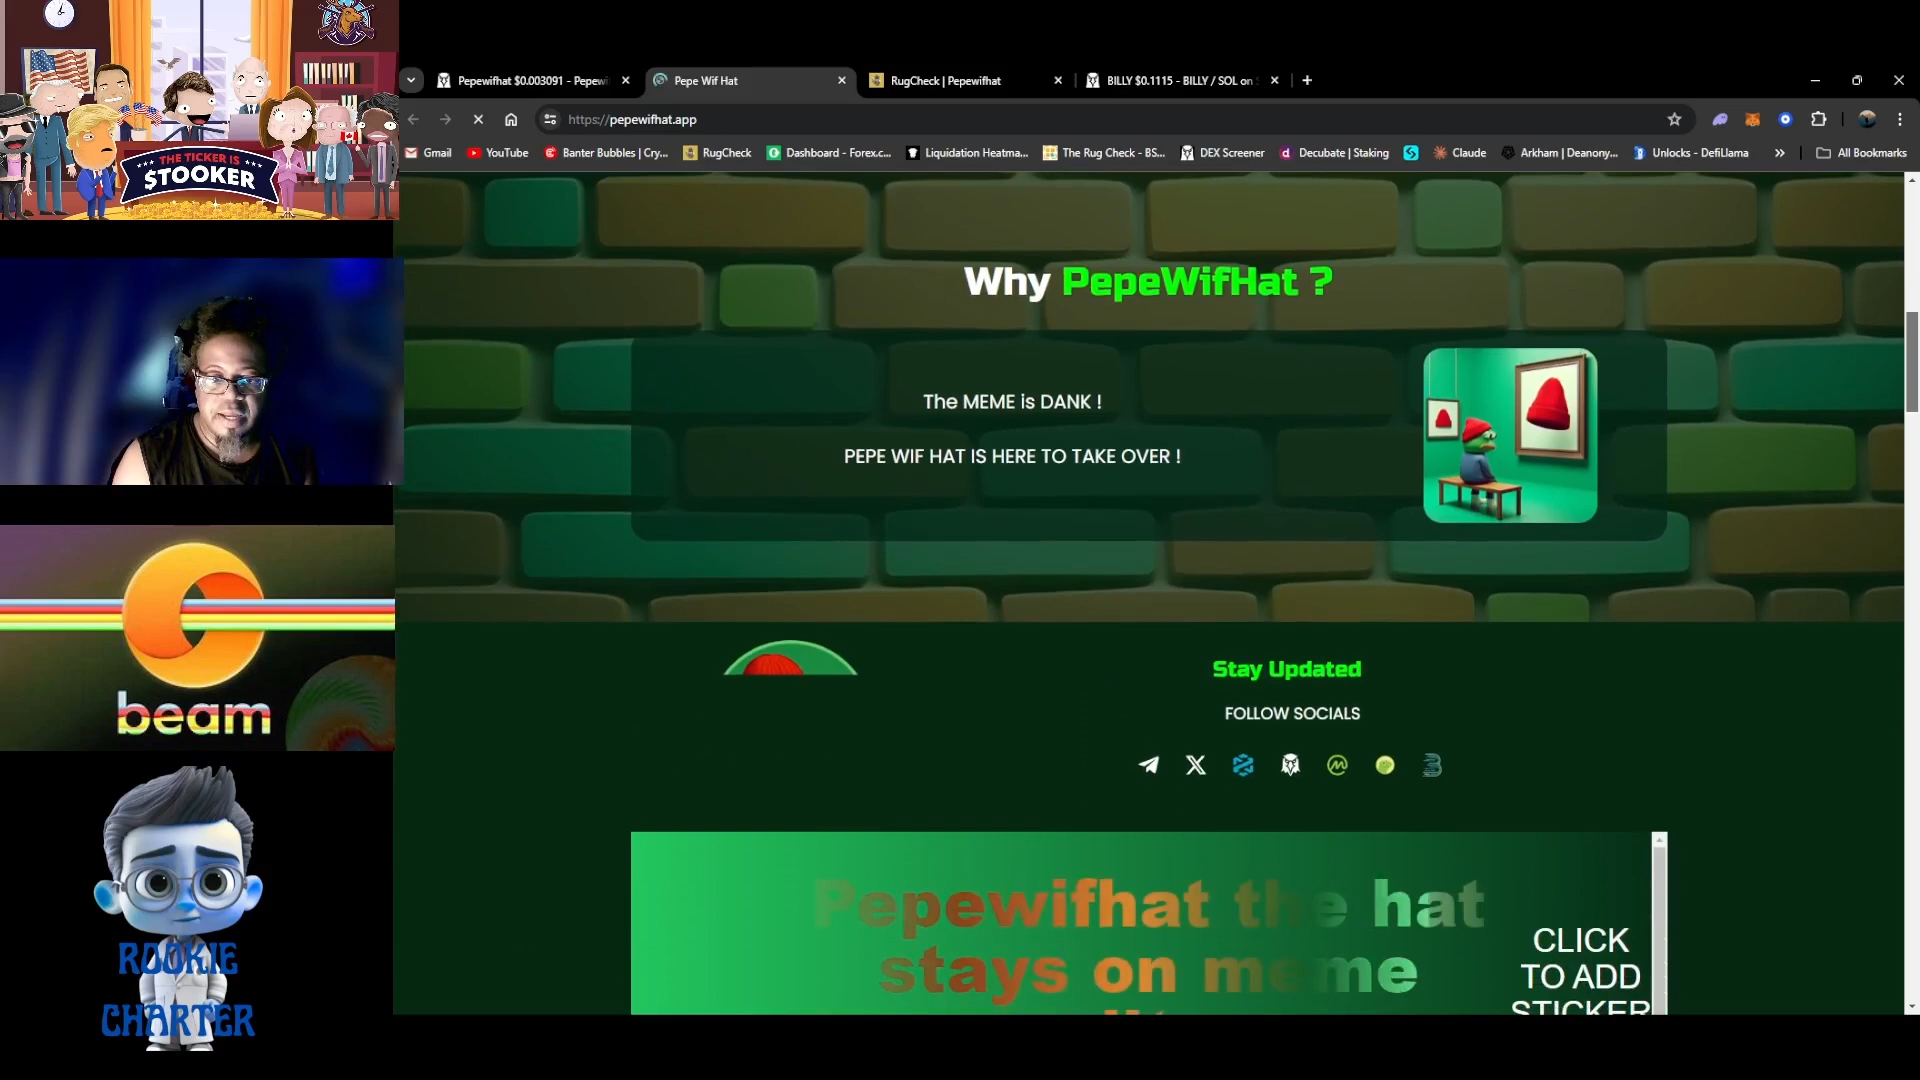 THE TICKER IS
$TOOKER
beam
ROOKIE
CHARTER
Pepewifhat $0.003091 - Pepewi
Pepe Wif Hat
RugCheck | Pepewifhat
BILLY $0.1115 - BILLY / SOL on
https://pepewifhat.app
Gmail
YouTube
Banter Bubbles | Cry...
RugCheck
Dashboard - Forex.c...
Liquidation Heatma...
The Rug Check - BS...
DEX Screener
Decubate | Staking
Claude
Arkham | Deanony...
Unlocks - DefiLlama
All Bookmarks
Why PepeWifHat ?
The MEME is DANK !
PEPE WIF HAT IS HERE TO TAKE OVER !
Stay Updated
FOLLOW SOCIALS
Pepewifhat the hat
stays on meme
CLICK
TO ADD
STICKER